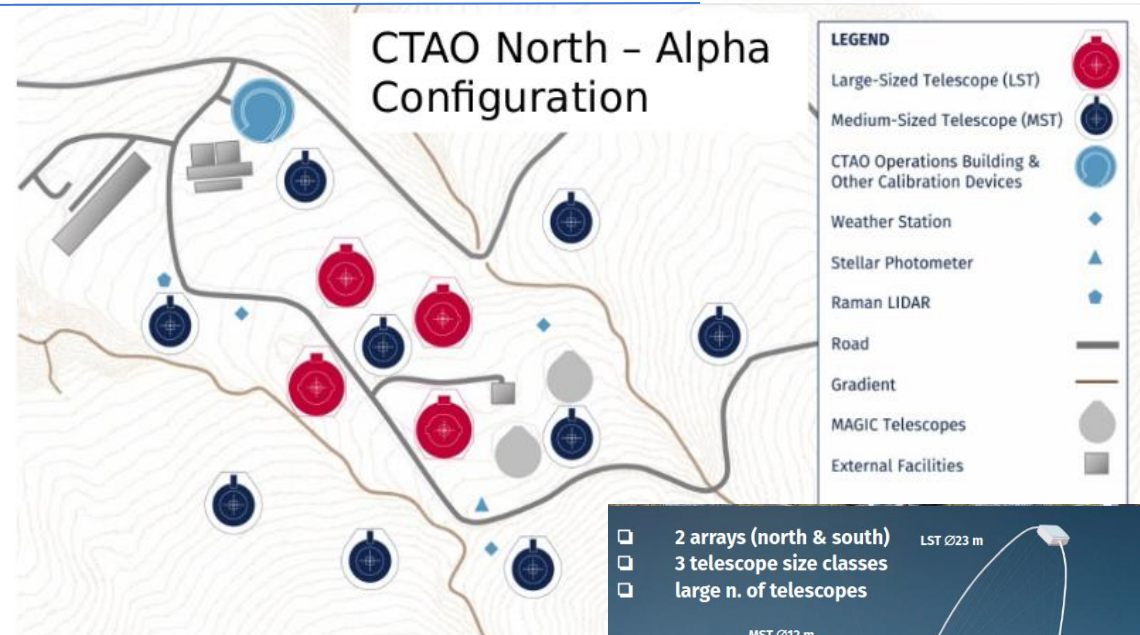 CTAO North – Alpha
Configuration
LEGEND
Large-Sized Telescope (LST)
Medium-Sized Telescope (MST)
CTAO Operations Building &
Other Calibration Devices
Weather Station
Stellar Photometer
Raman LIDAR
Road
Gradient
MAGIC Telescopes
External Facilities
2 arrays (north & south)
3 telescope size classes
large n. of telescopes
LST ∅23 m
MST ∅12 m